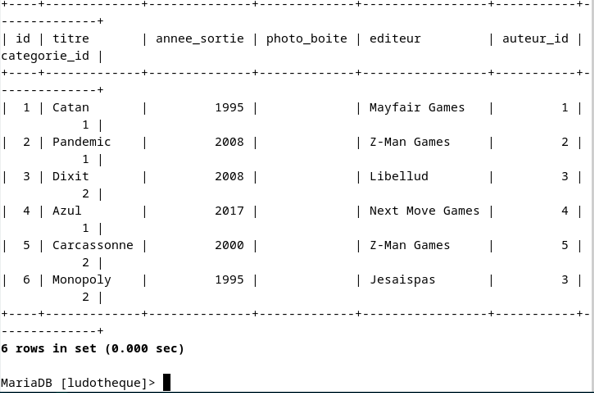 +----+-------------+--------------+-------------+----------------+-----------+-
-------------+
| id | titre       | annee_sortie | photo_boite | editeur         | auteur_id |
categorie_id |
+----+-------------+--------------+-------------+-----------------+-----------+-
-------------+
|  1 | Catan       |         1995 |             | Mayfair Games   |         1 |
           1 |
|  2 | Pandemic    |         2008 |             | Z-Man Games     |         2 |
           1 |
|  3 | Dixit       |         2008 |             | Libellud        |         3 |
           2 |
|  4 | Azul        |         2017 |             | Next Move Games |         4 |
           1 |
|  5 | Carcassonne |         2000 |             | Z-Man Games     |         5 |
           2 |
|  6 | Monopoly    |         1995 |             | Jesaispas       |         3 |
           2 |
+----+-------------+--------------+-------------+-----------------+-----------+-
-------------+
6 rows in set (0.000 sec)
MariaDB [ludotheque]>